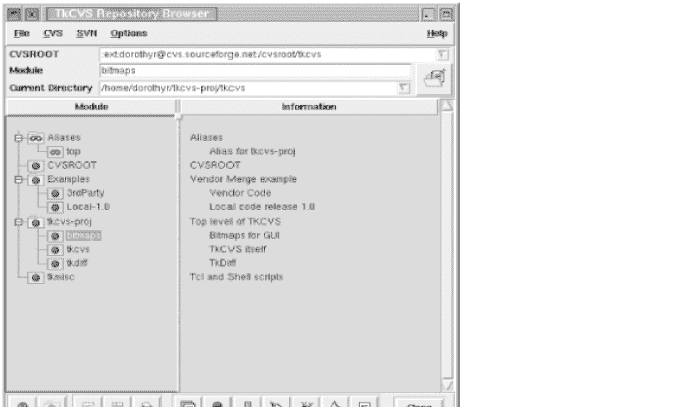 TkCVS Repository Browser
File CVS SVN Options Help
CVSROOT :ext:dorothyr@cvs.sourceforge.net:/cvsroot/tkcvs
Module bitmaps
Current Directory /home/dorothyr/tkcvs-proj/tkcvs
Module Information
Aliases Aliases
top Alias for tkcvs-proj
CVSROOT CVSROOT
Examples Vendor Merge example
3rdParty Vendor Code
Local-1.0 Local code release 1.0
tkcvs-proj Top level of TKCVS
bitmaps Bitmaps for GUI
tkcvs TkCVS itself
tkdiff TkDiff
tkmisc Tcl and Shell scripts
Close